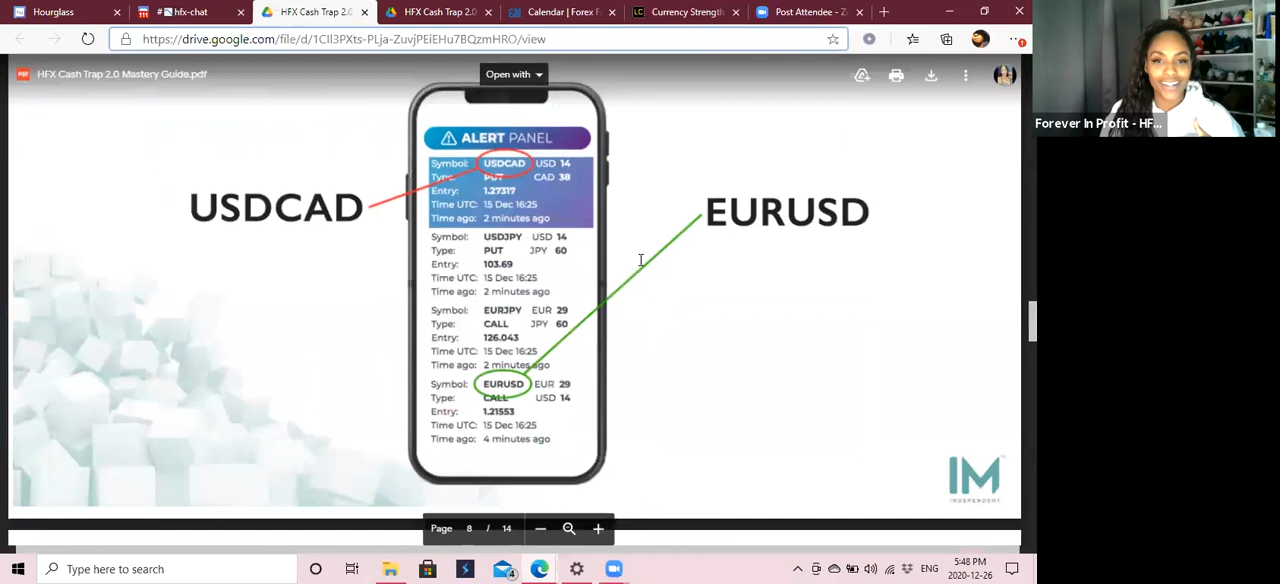 Hourglass
# hfx-chat
HFX Cash Trap 2.0
HFX Cash Trap 2.0
Calendar | Forex F
Currency Strength
Post Attendee - Z
https://drive.google.com/file/d/1CIl3PXts-PLja-ZuvjPEiEHu7BQzmHRO/view
PDF HFX Cash Trap 2.0 Mastery Guide.pdf
Open with
Forever In Profit - HF...
ALERT PANEL
Symbol: USDCAD USD 14
Type: PUT CAD 38
Entry: 1.27317
Time UTC: 15 Dec 16:25
Time ago: 2 minutes ago
Symbol: USDJPY USD 14
Type: PUT JPY 60
Entry: 103.69
Time UTC: 15 Dec 16:25
Time ago: 2 minutes ago
Symbol: EURJPY EUR 29
Type: CALL JPY 60
Entry: 126.043
Time UTC: 15 Dec 16:25
Time ago: 2 minutes ago
Symbol: EURUSD EUR 29
Type: CALL USD 14
Entry: 1.21553
Time UTC: 15 Dec 16:25
Time ago: 4 minutes ago
USDCAD
EURUSD
IM
INDEPENDENT
Page 8 / 14
Type here to search
4
ENG
5:48 PM
2020-12-26